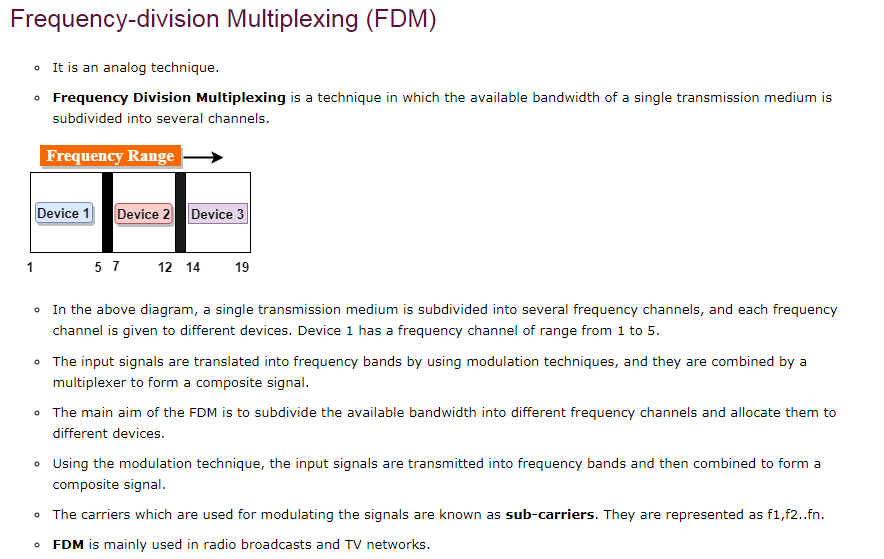 Frequency-division Multiplexing (FDM)
It is an analog technique.
Frequency Division Multiplexing is a technique in which the available bandwidth of a single transmission medium is
subdivided into several channels.
Frequency Range
Device 1 Device 2 Device 3
1 5 7 12 14 19
In the above diagram, a single transmission medium is subdivided into several frequency channels, and each frequency
channel is given to different devices. Device 1 has a frequency channel of range from 1 to 5.
The input signals are translated into frequency bands by using modulation techniques, and they are combined by a
multiplexer to form a composite signal.
The main aim of the FDM is to subdivide the available bandwidth into different frequency channels and allocate them to
different devices.
Using the modulation technique, the input signals are transmitted into frequency bands and then combined to form a
composite signal.
The carriers which are used for modulating the signals are known as sub-carriers. They are represented as f1,f2..fn.
FDM is mainly used in radio broadcasts and TV networks.